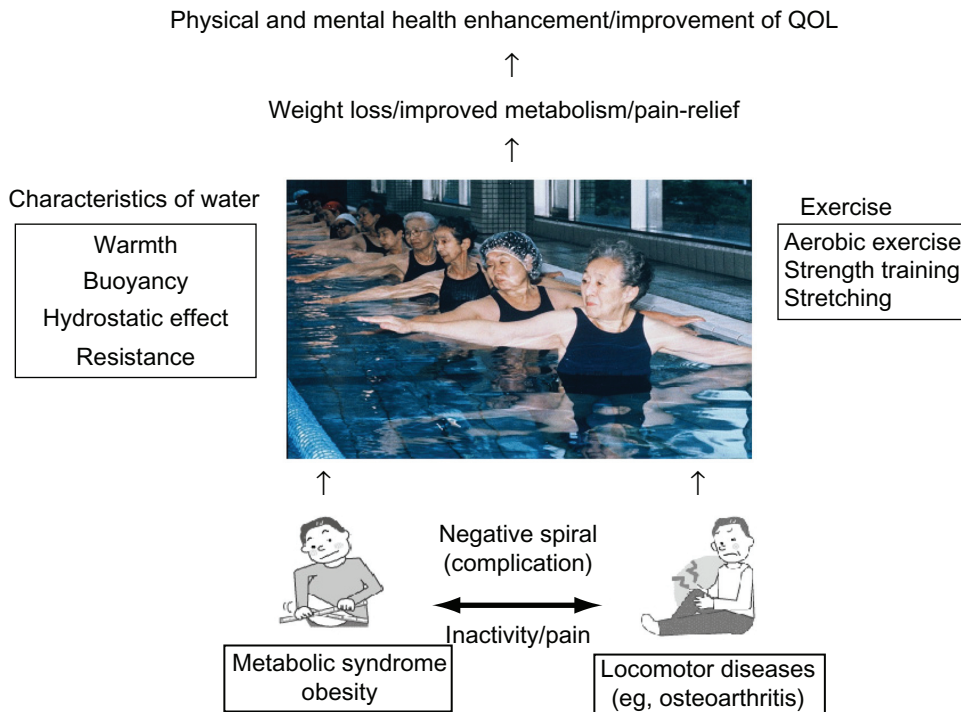 Physical and mental health enhancement/improvement of QOL
Weight loss/improved metabolism/pain-relief
Characteristics of water
Warmth
Buoyancy
Hydrostatic effect
Resistance
Exercise
Aerobic exercise
Strength training
Stretching
Negative spiral
(complication)
Inactivity/pain
Metabolic syndrome
obesity
Locomotor diseases
(eg, osteoarthritis)